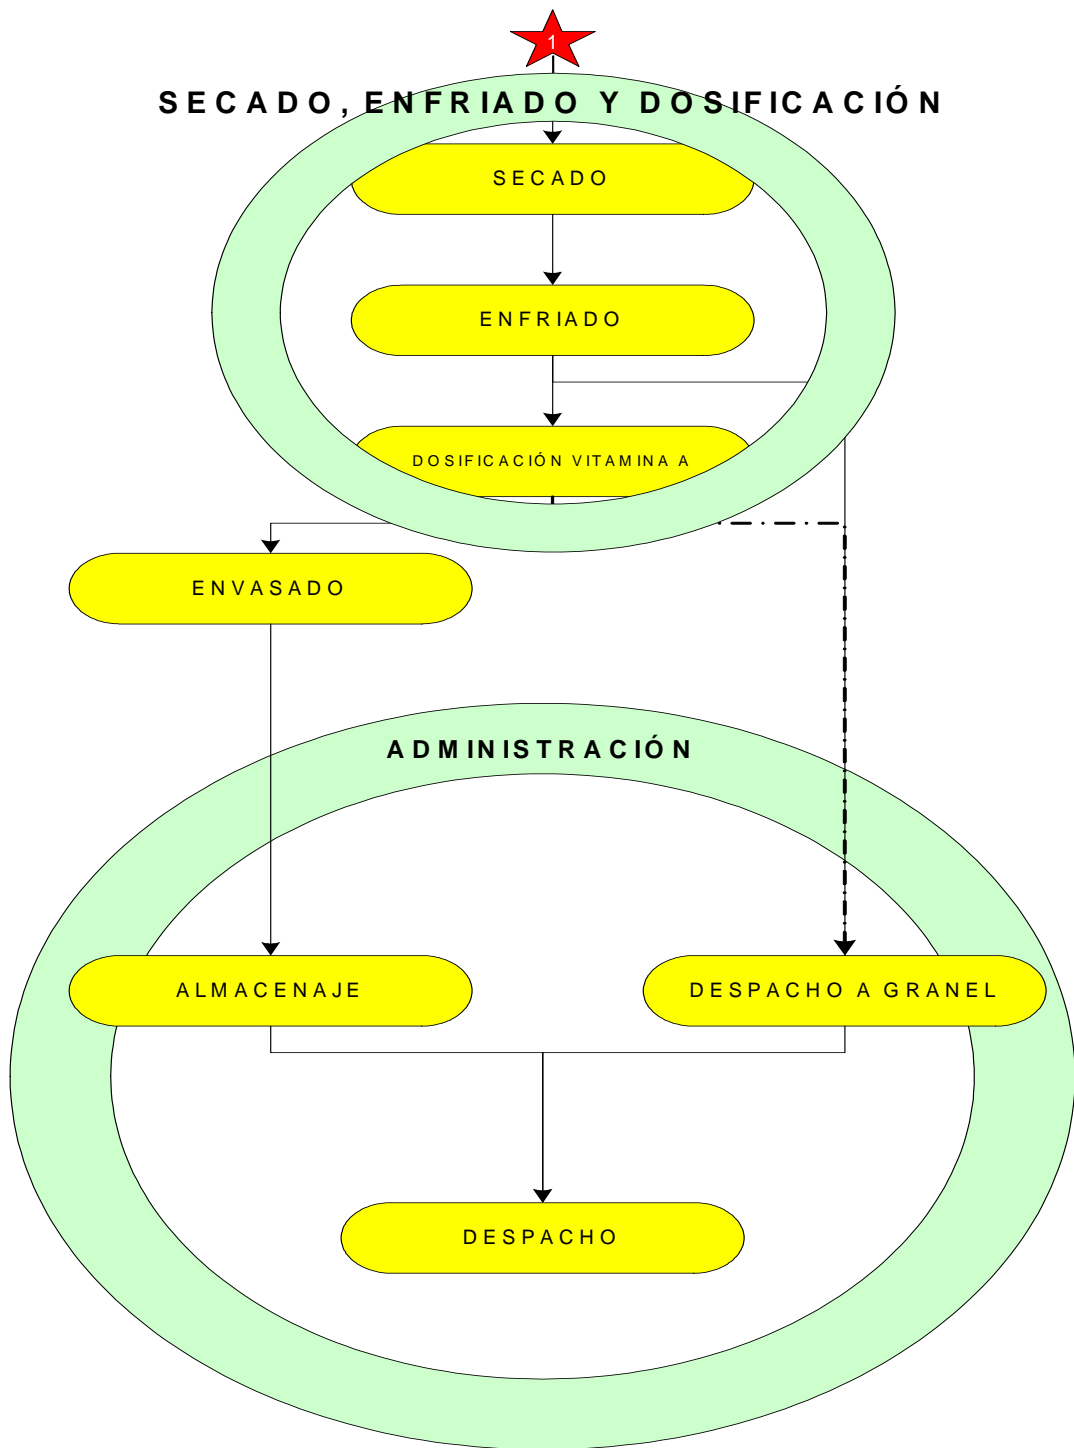 1
SECADO, ENFRIADO Y DOSIFICACIÓN
SECADO
ENFRIADO
DOSIFICACIÓN VITAMINA A
ENVASADO
ADMINISTRACIÓN
ALMACENAJE
DESPACHO A GRANEL
DESPACHO